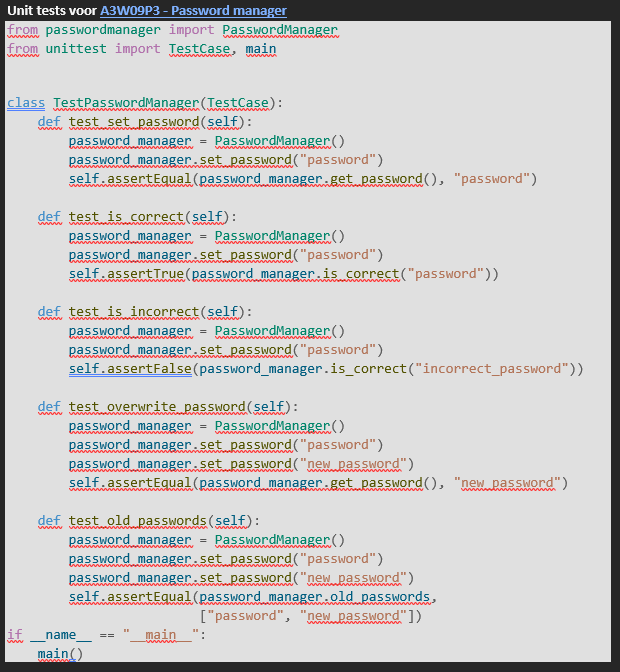 Unit tests voor A3W09P3 - Password manager
from passwordmanager import PasswordManager
from unittest import TestCase, main
class TestPasswordManager(TestCase):
    def test_set_password(self):
        password_manager = PasswordManager()
        password_manager.set_password("password")
        self.assertEqual(password_manager.get_password(), "password")
    def test_is_correct(self):
        password_manager = PasswordManager()
        password_manager.set_password("password")
        self.assertTrue(password_manager.is_correct("password"))
    def test_is_incorrect(self):
        password_manager = PasswordManager()
        password_manager.set_password("password")
        self.assertFalse(password_manager.is_correct("incorrect_password"))
    def test_overwrite_password(self):
        password_manager = PasswordManager()
        password_manager.set_password("password")
        password_manager.set_password("new_password")
        self.assertEqual(password_manager.get_password(), "new_password")
    def test_old_passwords(self):
        password_manager = PasswordManager()
        password_manager.set_password("password")
        password_manager.set_password("new_password")
        self.assertEqual(password_manager.old_passwords,
                         ["password", "new_password"])
if __name__ == "__main__":
    main()